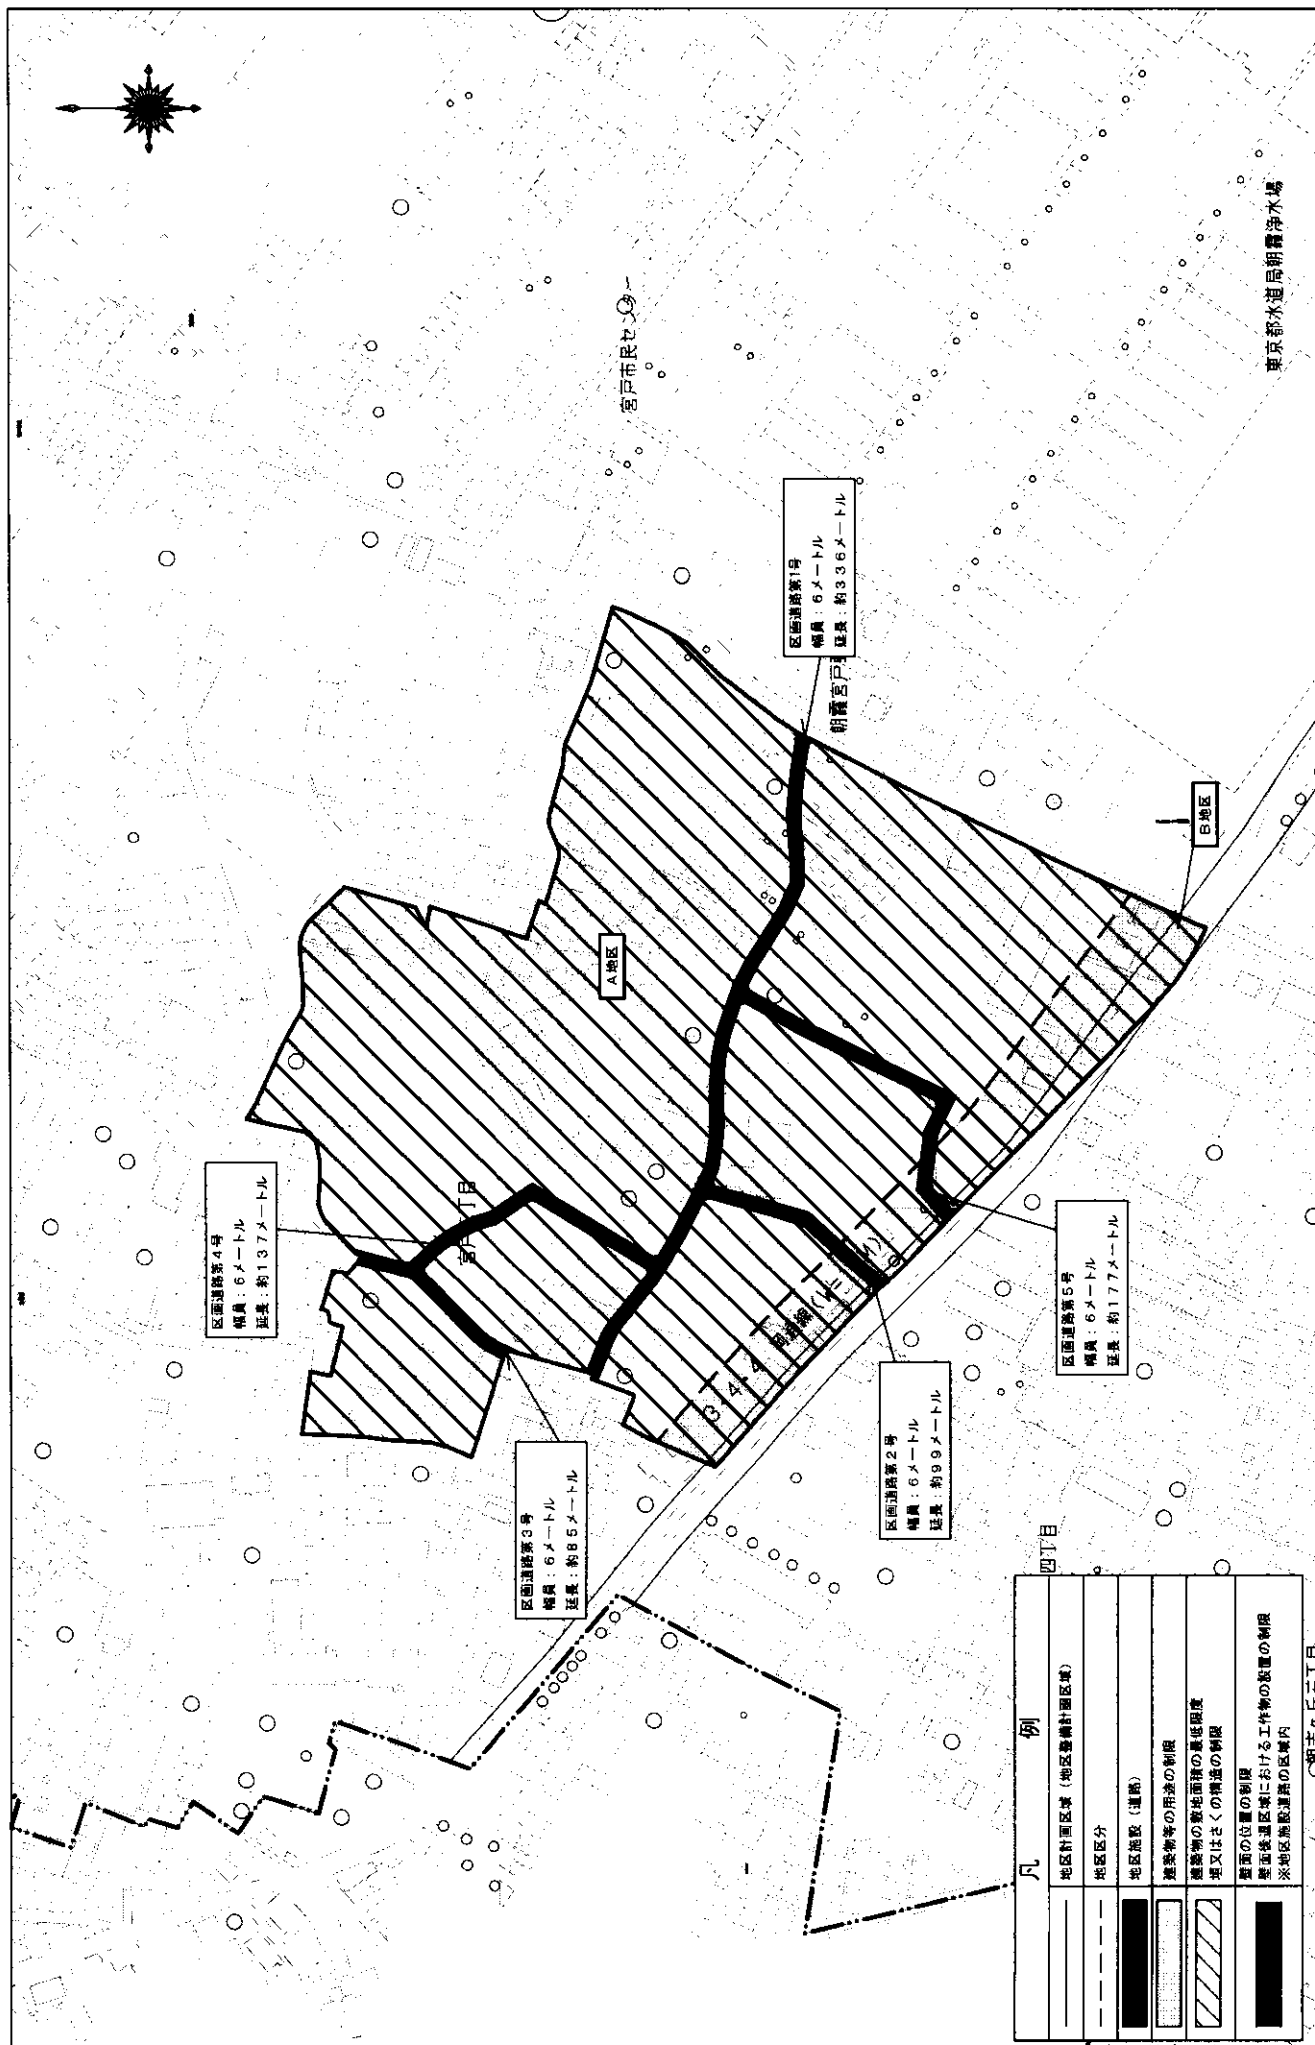 宮戸市民センター
東京都水道局朝霞浄水場
区画道路第1号
幅員：6メートル
延長：約336メートル
朝霞宮戸
B地区
A地区
区画道路第4号
幅員：6メートル
延長：約137メートル
丁目
3・4・4
区画道路第5号
幅員：6メートル
延長：約177メートル
区画道路第2号
幅員：6メートル
延長：約99メートル
区画道路第3号
幅員：6メートル
延長：約85メートル
四丁目
凡例
地区計画区域（地区整備計画区域）
地区区分
地区施設（道路）
建築物等の用途の制限
建築物の敷地面積の最低限度
垣又はさくの構造の制限
壁面の位置の制限
壁面後退区域における工作物の設置の制限
※地区施設道路の区域内